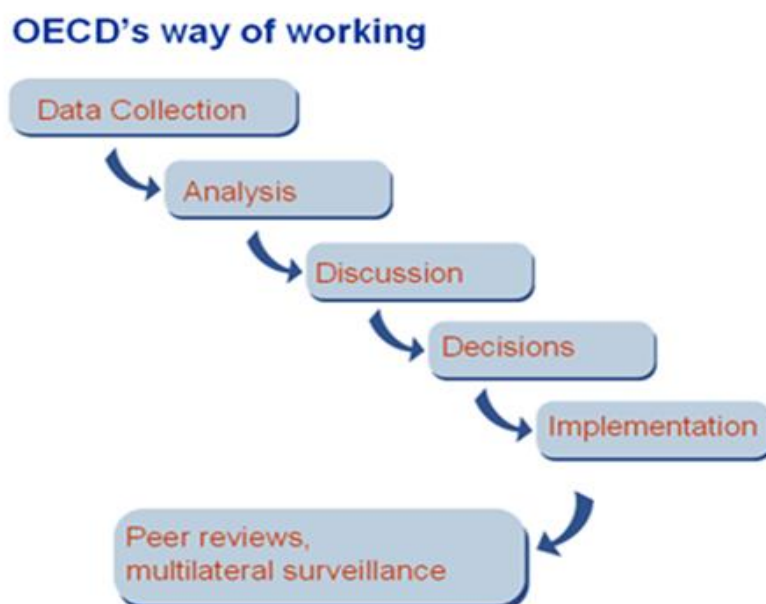 OECD's way of working
Data Collection
Analysis
Discussion
Decisions
Implementation
Peer reviews,
multilateral surveillance